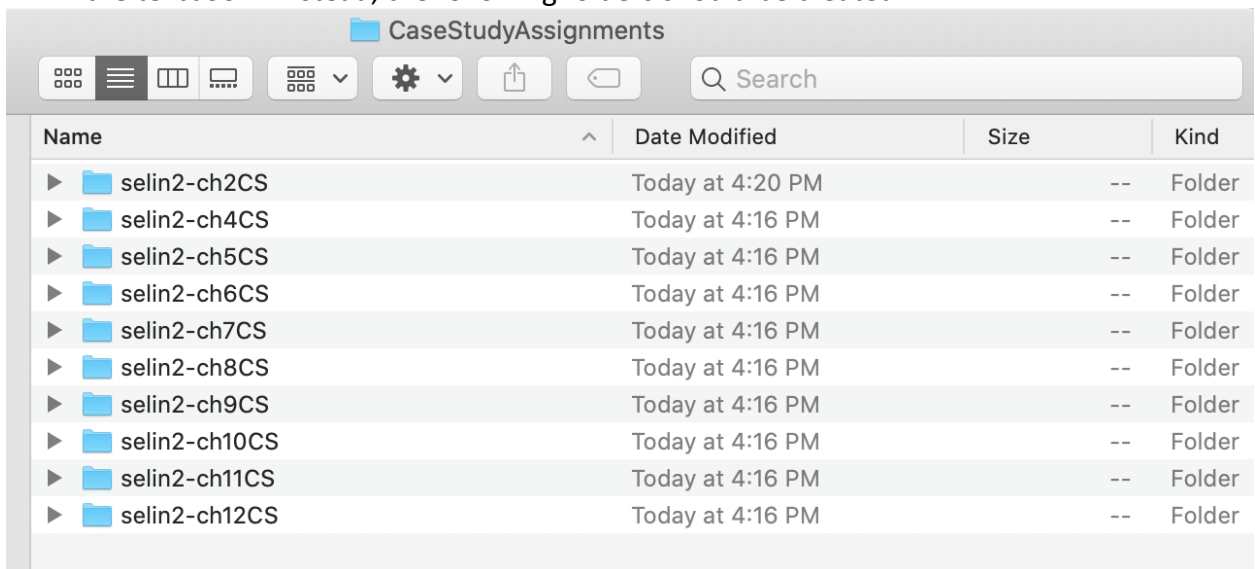 CaseStudyAssignments
Search
Name Date Modified Size Kind
selin2-ch2CS Today at 4:20 PM -- Folder
selin2-ch4CS Today at 4:16 PM -- Folder
selin2-ch5CS Today at 4:16 PM -- Folder
selin2-ch6CS Today at 4:16 PM -- Folder
selin2-ch7CS Today at 4:16 PM -- Folder
selin2-ch8CS Today at 4:16 PM -- Folder
selin2-ch9CS Today at 4:16 PM -- Folder
selin2-ch10CS Today at 4:16 PM -- Folder
selin2-ch11CS Today at 4:16 PM -- Folder
selin2-ch12CS Today at 4:16 PM -- Folder